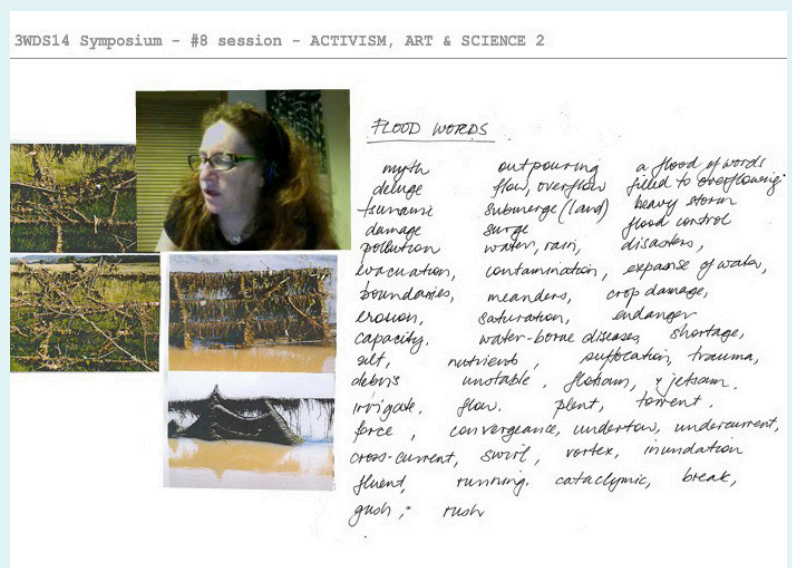 3WDS14 Symposium - #8 session - ACTIVISM, ART & SCIENCE 2
FLOOD WORDS
myth outpouring a flood of words
deluge flow, overflow filled to overflowing
tsunami submerge (land) heavy storm
damage surge flood control
pollution water, rain, disasters,
evacuation, contamination, expanse of water,
boundaries, meanders, crop damage,
erosion, saturation, endanger
capacity, water-borne diseases, shortage,
silt, nutrients, suffocation, trauma,
debris unstable, flotsam, + jetsam.
irrigate, flow. plent, torrent.
force, convergeance, undertow, undercurrent,
cross-current, swirl, vortex, inundation
fluent, running. cataclymic, break,
gush, rush